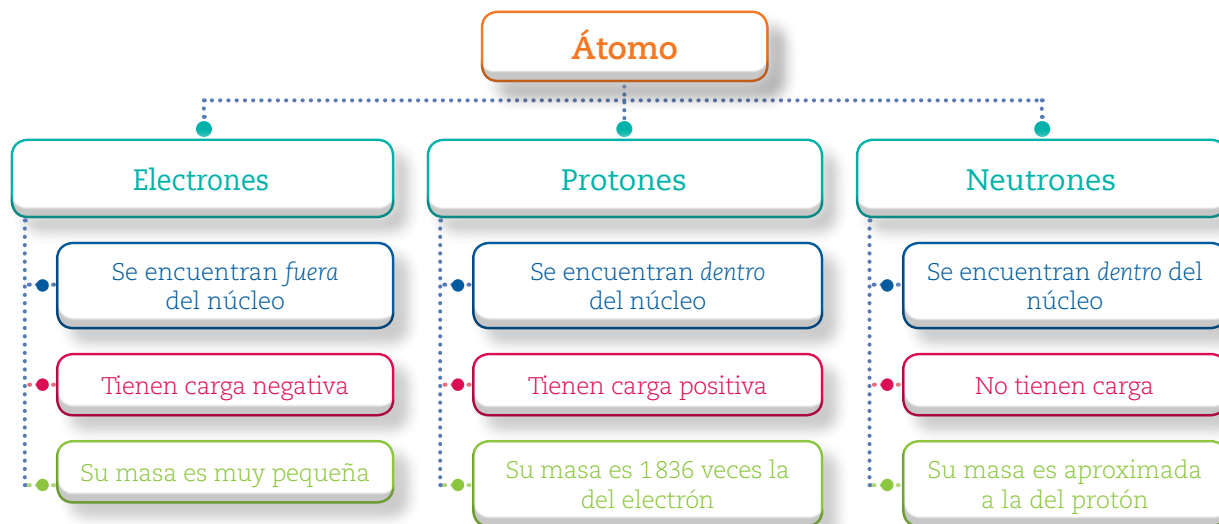 Átomo
Electrones
Se encuentran fuera
del núcleo
Tienen carga negativa
Su masa es muy pequeña
Protones
Se encuentran dentro
del núcleo
Tienen carga positiva
Su masa es 1836 veces la
del electrón
Neutrones
Se encuentran dentro del
núcleo
No tienen carga
Su masa es aproximada
a la del protón